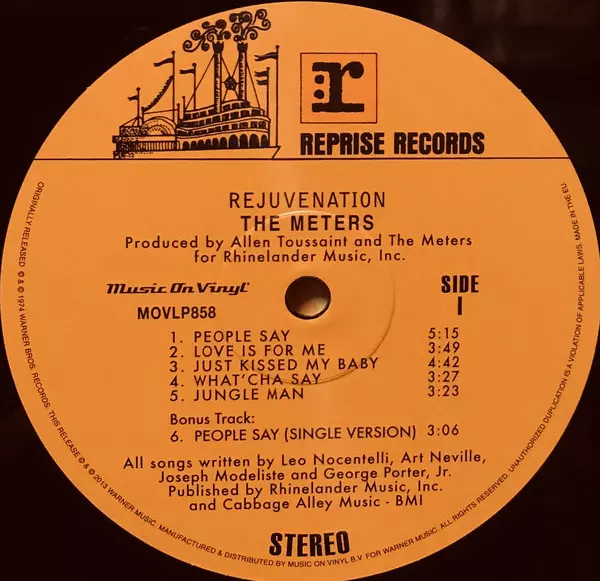 r
REPRISE RECORDS
REJUVENATION
THE METERS
Produced by Allen Toussaint and The Meters
for Rhinelander Music, Inc.
Music On Vinyl
MOVLP858
SIDE
I
1. PEOPLE SAY 5:15
2. LOVE IS FOR ME 3:49
3. JUST KISSED MY BABY 4:42
4. WHAT'CHA SAY 3:27
5. JUNGLE MAN 3:23
Bonus Track:
6. PEOPLE SAY (SINGLE VERSION) 3:06
All songs written by Leo Nocentelli, Art Neville,
Joseph Modeliste and George Porter, Jr.
Published by Rhinelander Music, Inc.
and Cabbage Alley Music - BMI
STEREO
ORIGINALLY RELEASED ℗ & © 1974 WARNER BROS. RECORDS. THIS RELEASE ℗ & © 2013 WARNER MUSIC. MANUFACTURED & DISTRIBUTED BY MUSIC ON VINYL B.V. FOR WARNER MUSIC. ALL RIGHTS RESERVED. UNAUTHORIZED DUPLICATION IS A VIOLATION OF APPLICABLE LAWS. MADE IN THE EU